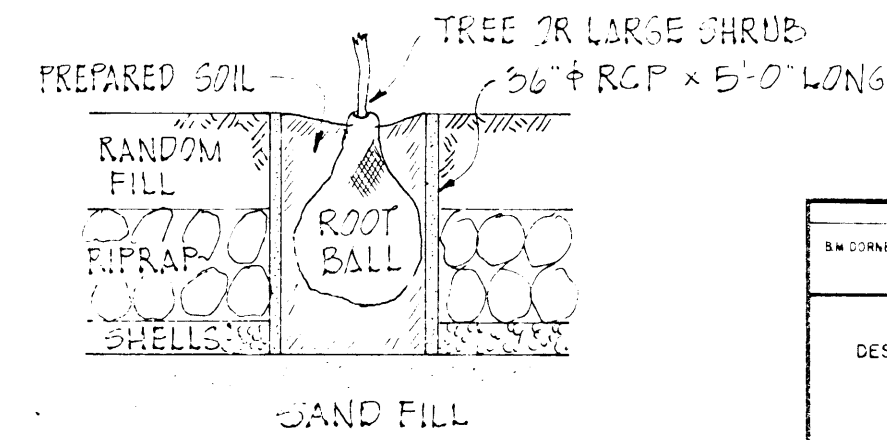 TREE OR LARGE SHRUB
PREPARED SOIL
36" ϕ RCP x 5'-0" LONG
RANDOM
FILL
ROOT
BALL
RIPRAP
SHELLS
SAND FILL
B.M
DES